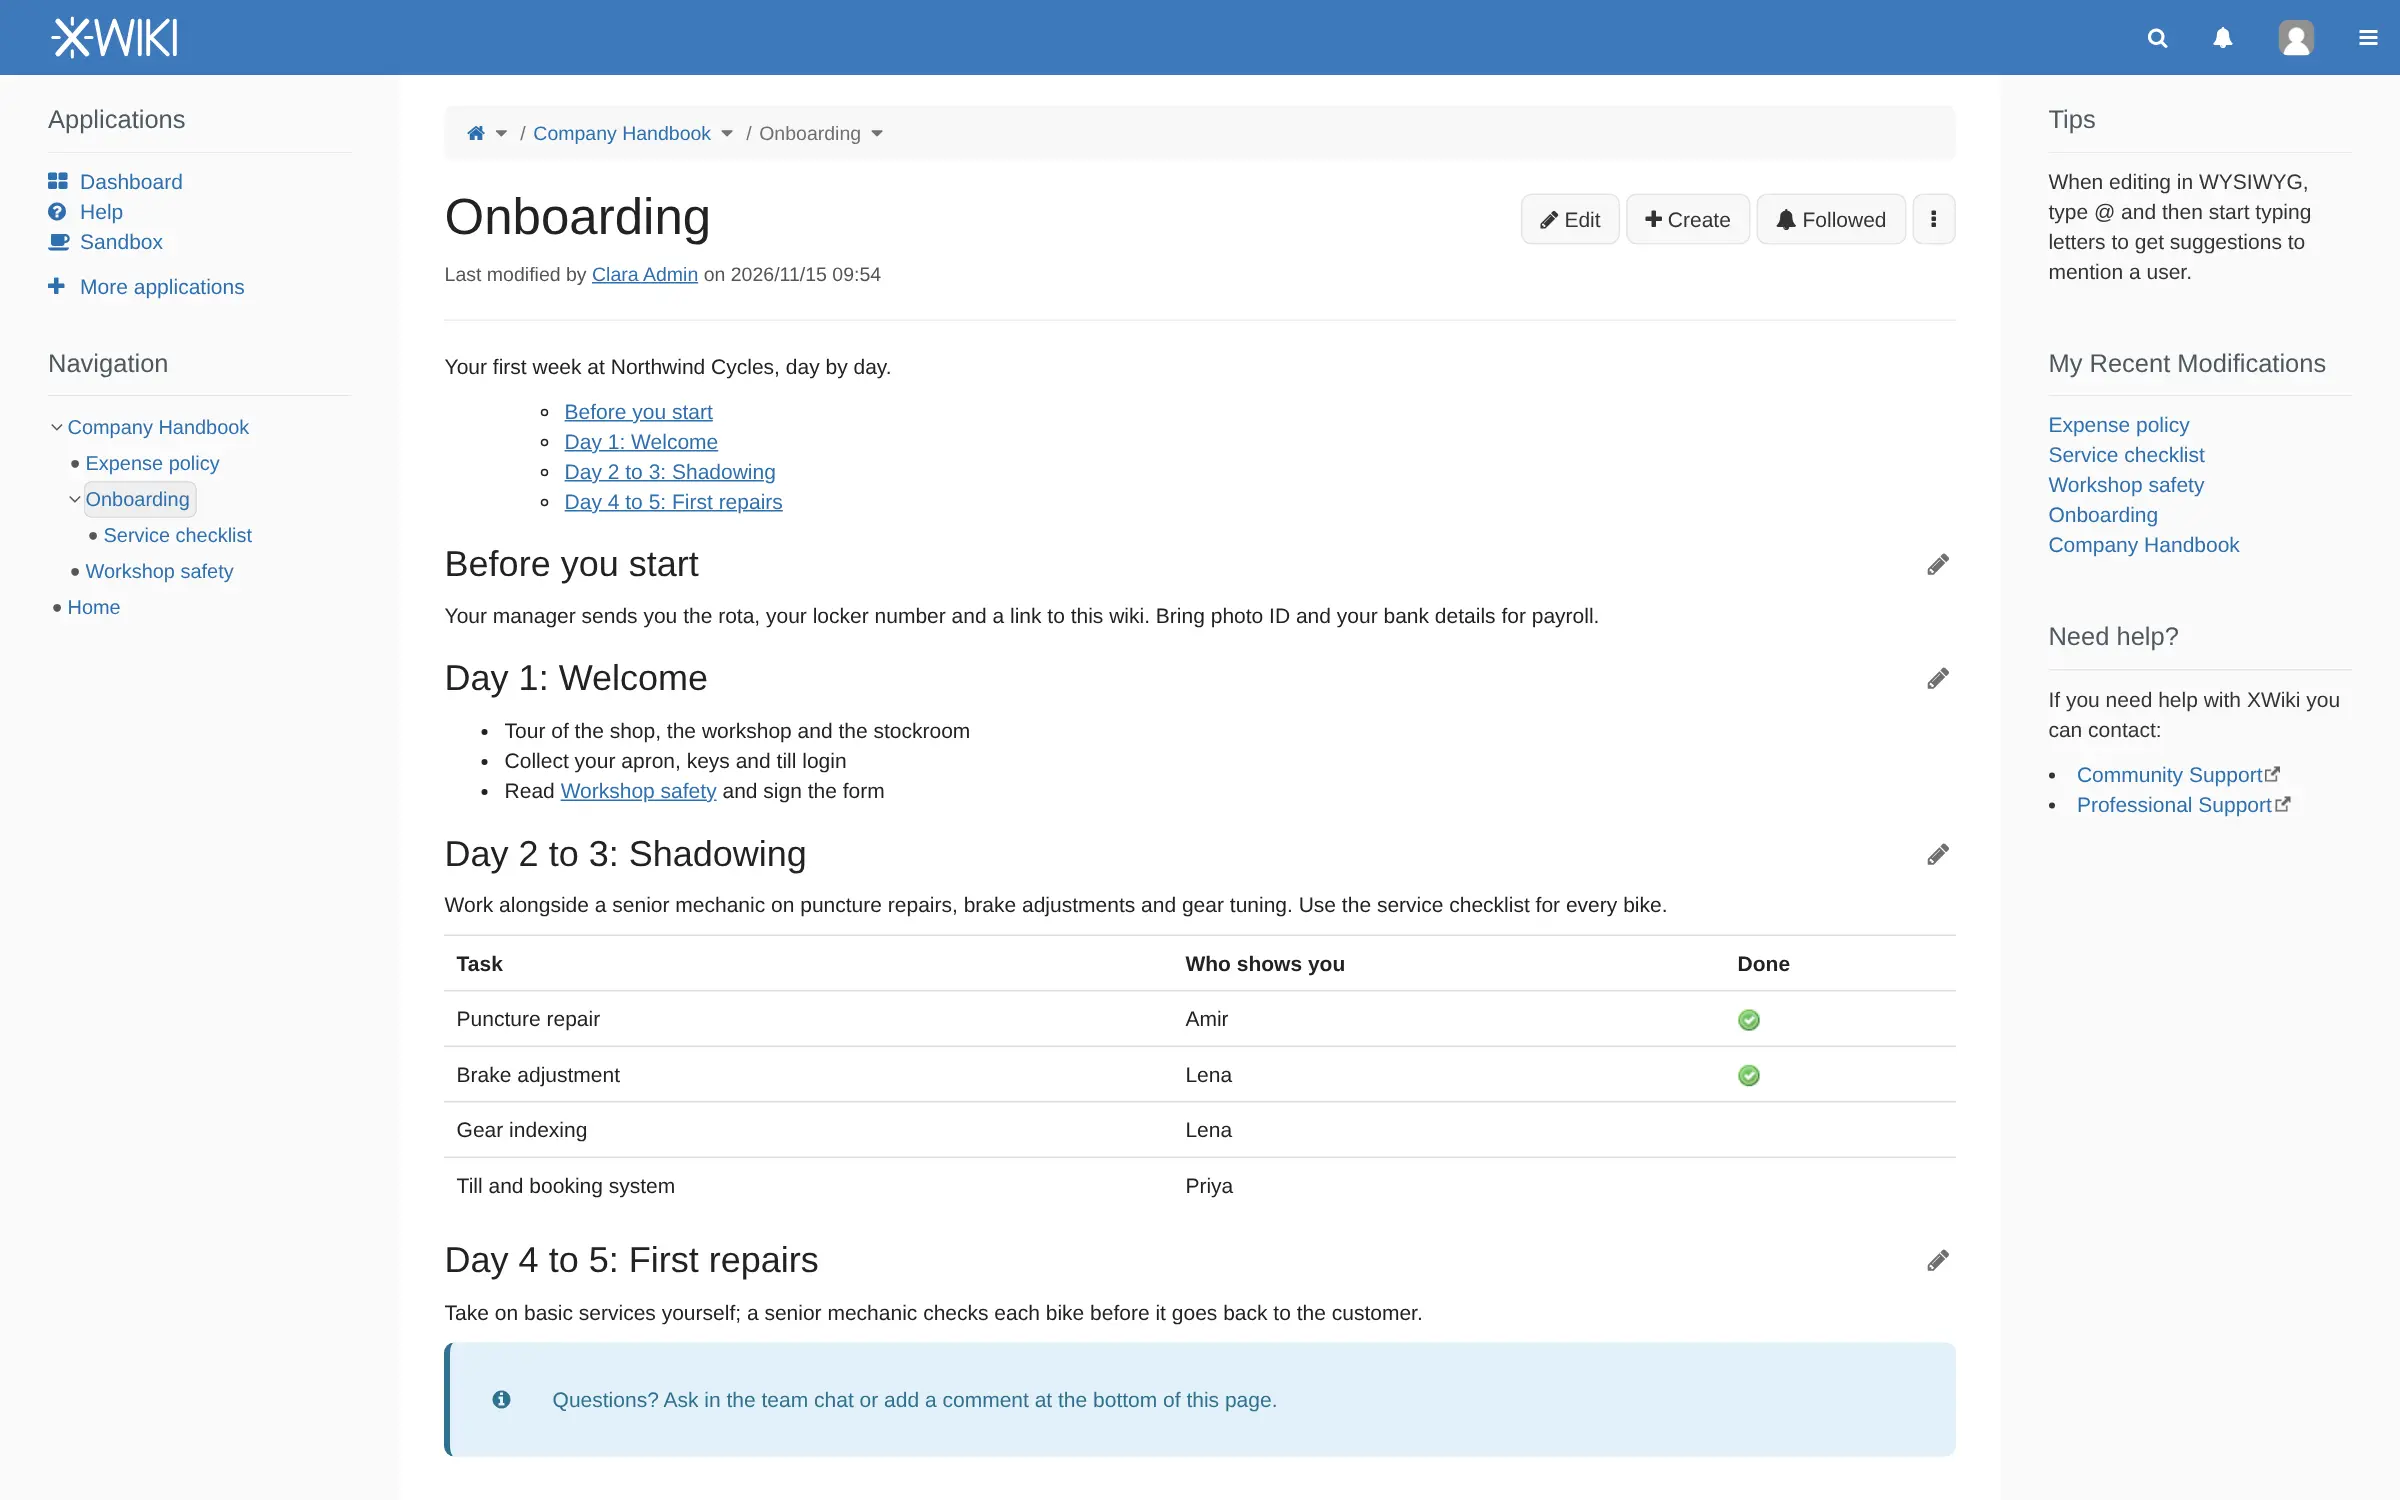 XWIKI
Applications
Dashboard
Help
Sandbox
More applications
Navigation
Company Handbook
Expense policy
Onboarding
Service checklist
Workshop safety
Home
/ Company Handbook / Onboarding
Onboarding
Edit
Create
Followed
Last modified by Clara Admin on 2026/11/15 09:54
Your first week at Northwind Cycles, day by day.
Before you start
Day 1: Welcome
Day 2 to 3: Shadowing
Day 4 to 5: First repairs
Before you start
Your manager sends you the rota, your locker number and a link to this wiki. Bring photo ID and your bank details for payroll.
Day 1: Welcome
Tour of the shop, the workshop and the stockroom
Collect your apron, keys and till login
Read Workshop safety and sign the form
Day 2 to 3: Shadowing
Work alongside a senior mechanic on puncture repairs, brake adjustments and gear tuning. Use the service checklist for every bike.
Task Who shows you Done
Puncture repair Amir
Brake adjustment Lena
Gear indexing Lena
Till and booking system Priya
Day 4 to 5: First repairs
Take on basic services yourself; a senior mechanic checks each bike before it goes back to the customer.
Questions? Ask in the team chat or add a comment at the bottom of this page.
Tips
When editing in WYSIWYG,
type @ and then start typing
letters to get suggestions to
mention a user.
My Recent Modifications
Expense policy
Service checklist
Workshop safety
Onboarding
Company Handbook
Need help?
If you need help with XWiki you
can contact:
Community Support
Professional Support